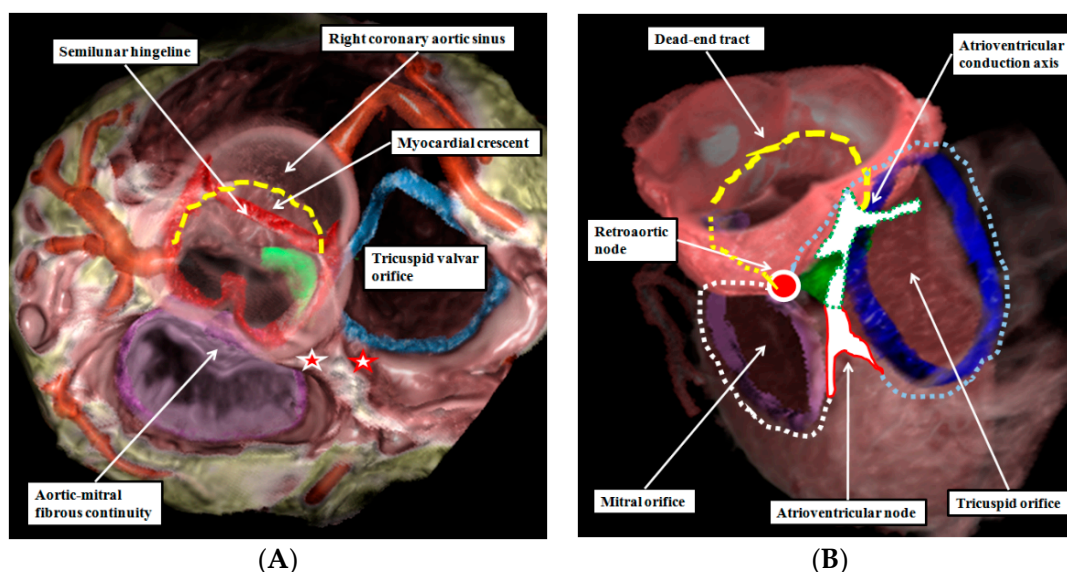 Semilunar hingeline
Right coronary aortic sinus
Myocardial crescent
Tricuspid valvar
orifice
Aortic-mitral
fibrous continuity
(A)
Dead-end tract
Atrioventricular
conduction axis
Retroaortic
node
Mitral orifice
Atrioventricular node
Tricuspid orifice
(B)